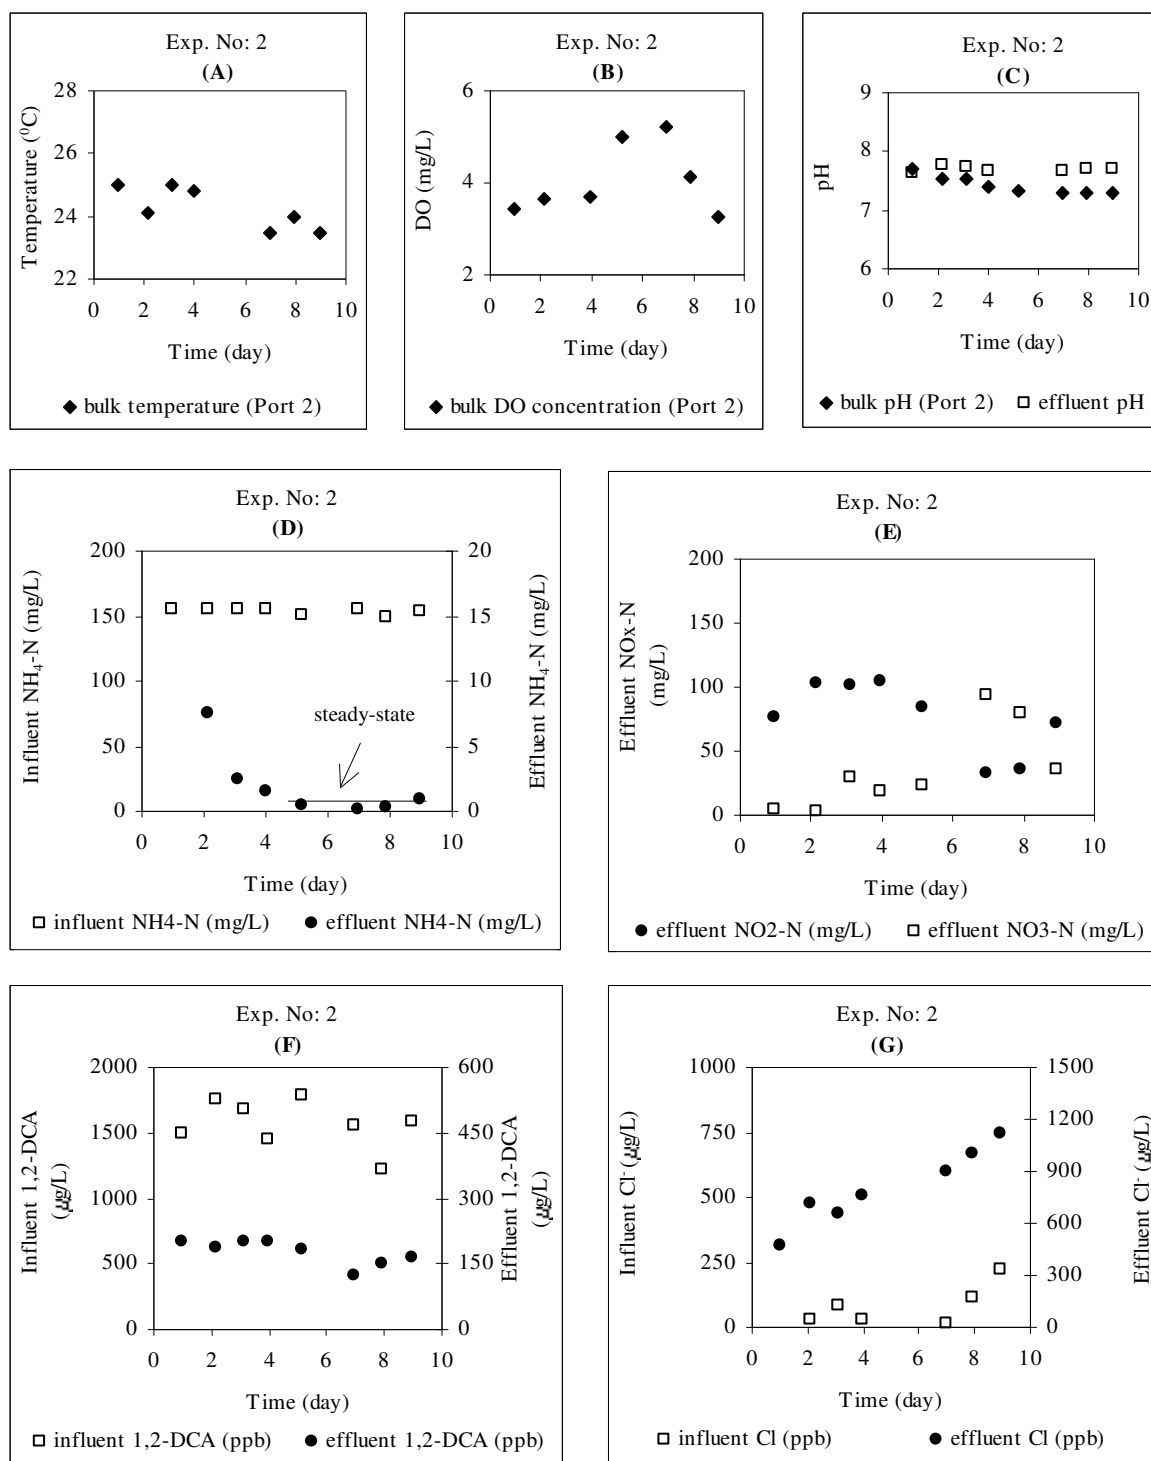 Exp. No: 2
(A)
28
26
24
22
0 2 4 6 8 10
Temperature (⁰C)
Time (day)
◆ bulk temperature (Port 2)
Exp. No: 2
(B)
6
4
2
0 2 4 6 8 10
DO (mg/L)
Time (day)
◆ bulk DO concentration (Port 2)
Exp. No: 2
(C)
9
8
7
6
0 2 4 6 8 10
pH
Time (day)
◆ bulk pH (Port 2) □ effluent pH
Exp. No: 2
(D)
200
150
100
50
0
20
15
10
5
0
0 2 4 6 8 10
Influent NH₄-N (mg/L)
Effluent NH₄-N (mg/L)
steady-state
Time (day)
□ influent NH4-N (mg/L) ● effluent NH4-N (mg/L)
Exp. No: 2
(E)
200
150
100
50
0
0 2 4 6 8 10
Effluent NOx-N
(mg/L)
Time (day)
● effluent NO2-N (mg/L) □ effluent NO3-N (mg/L)
Exp. No: 2
(F)
2000
1500
1000
500
0
600
450
300
150
0
0 2 4 6 8 10
Influent 1,2-DCA
(µg/L)
Effluent 1,2-DCA
(µg/L)
Time (day)
□ influent 1,2-DCA (ppb) ● effluent 1,2-DCA (ppb)
Exp. No: 2
(G)
1000
750
500
250
0
1500
1200
900
600
300
0
0 2 4 6 8 10
Influent Cl⁻ (µg/L)
Effluent Cl⁻ (µg/L)
Time (day)
□ influent Cl (ppb) ● effluent Cl (ppb)